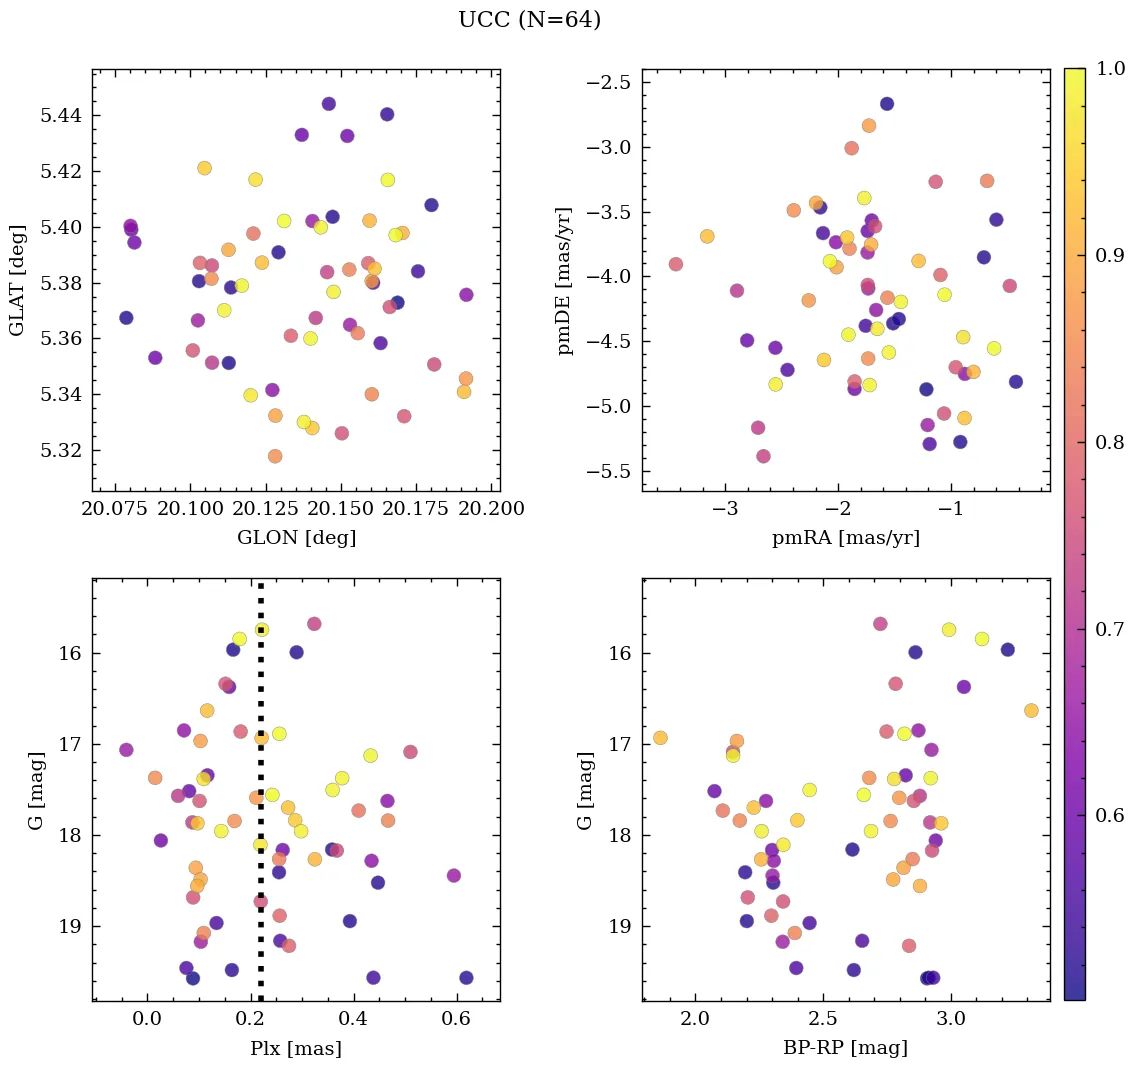 UCC (N=64)
5.44
5.42
5.40
5.38
5.36
5.34
5.32
GLAT [deg]
20.075 20.100 20.125 20.150 20.175 20.200
GLON [deg]
−2.5
−3.0
−3.5
−4.0
−4.5
−5.0
−5.5
pmDE [mas/yr]
−3 −2 −1
pmRA [mas/yr]
1.0
0.9
0.8
0.7
0.6
16
17
18
19
G [mag]
0.0 0.2 0.4 0.6
Plx [mas]
16
17
18
19
G [mag]
2.0 2.5 3.0
BP-RP [mag]